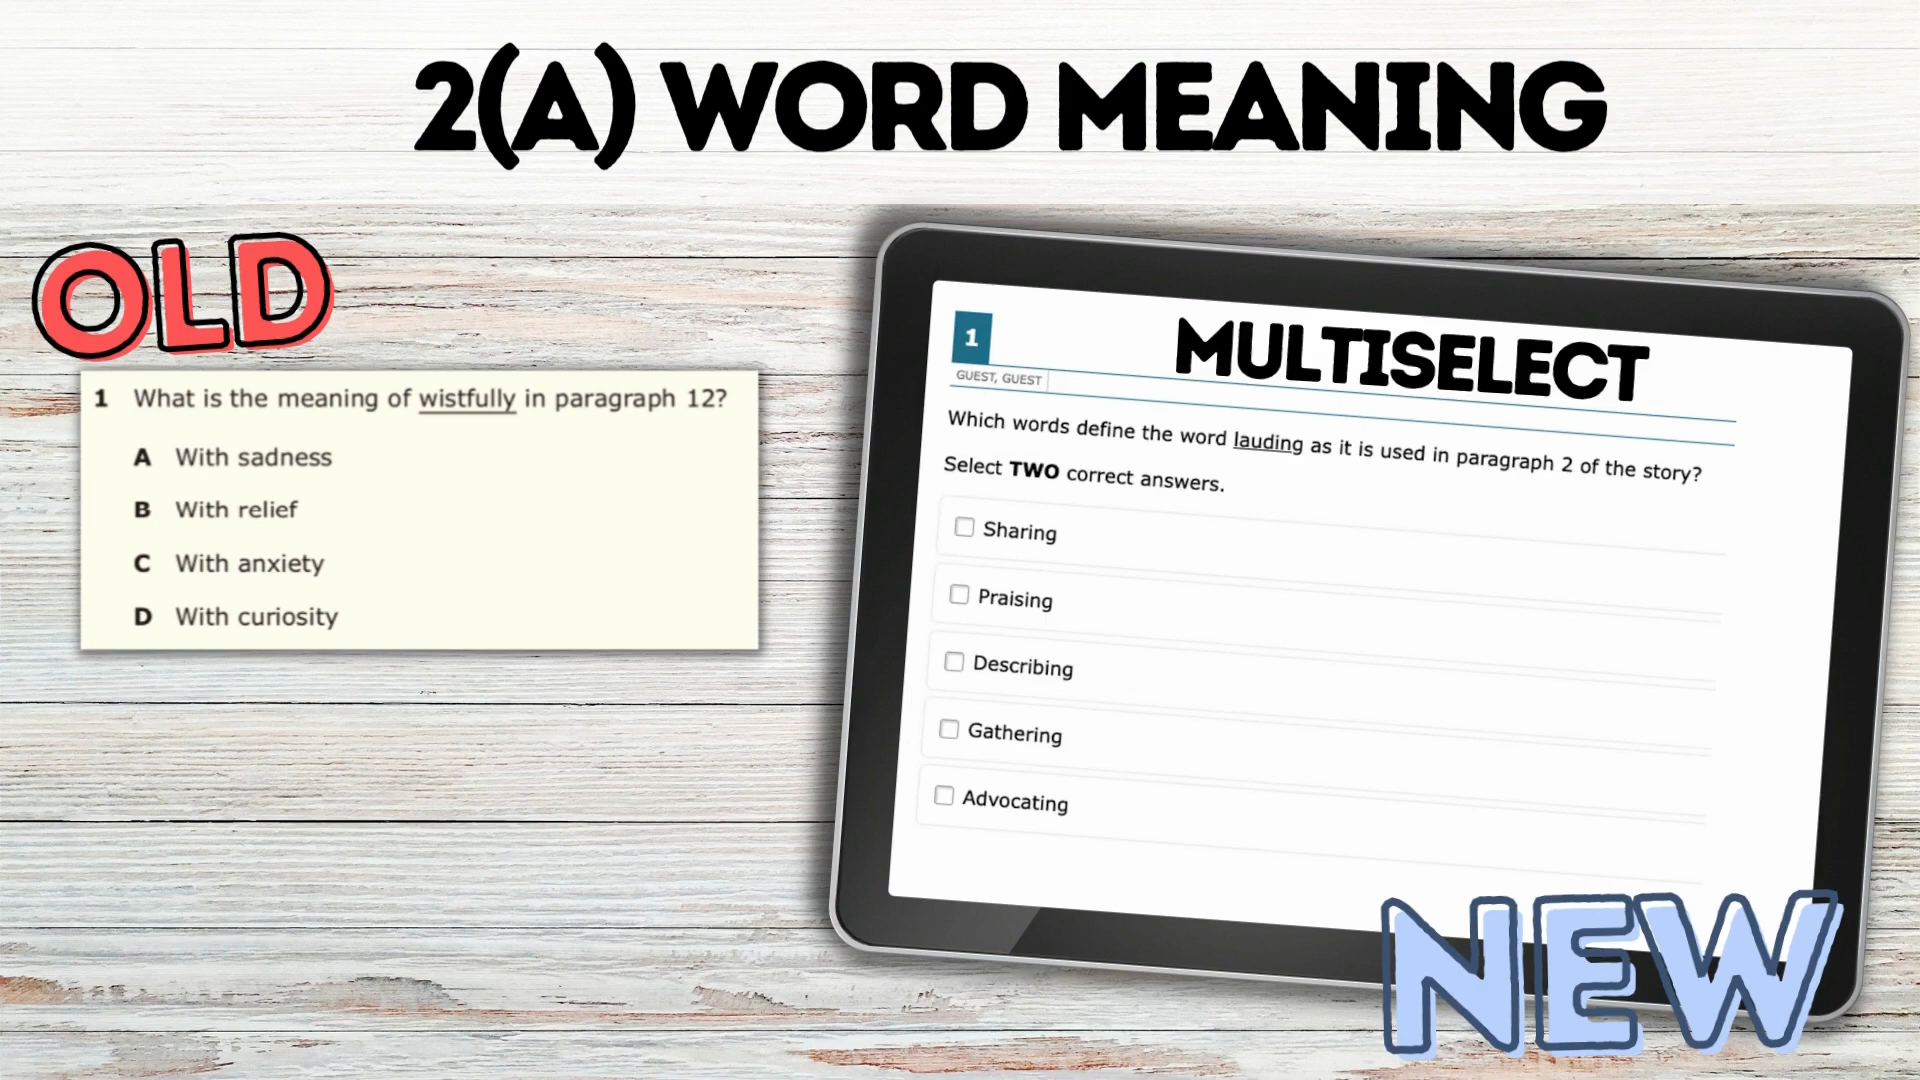 2(A) WORD MEANING
OLD
1 What is the meaning of wistfully in paragraph 12?
A With sadness
B With relief
C With anxiety
D With curiosity
1
MULTISELECT
GUEST, GUEST
Which words define the word lauding as it is used in paragraph 2 of the story?
Select TWO correct answers.
Sharing
Praising
Describing
Gathering
Advocating
NEW